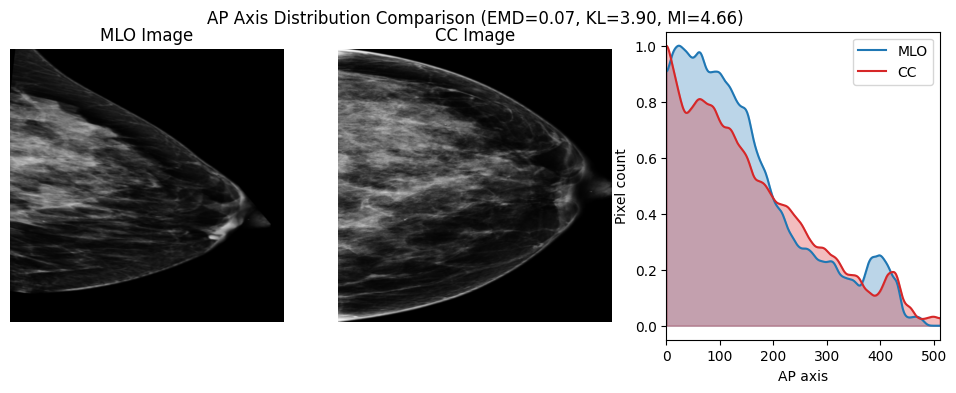 AP Axis Distribution Comparison (EMD=0.07, KL=3.90, MI=4.66)
MLO Image
CC Image
MLO
CC
Pixel count
1.0
0.8
0.6
0.4
0.2
0.0
0 100 200 300 400 500
AP axis